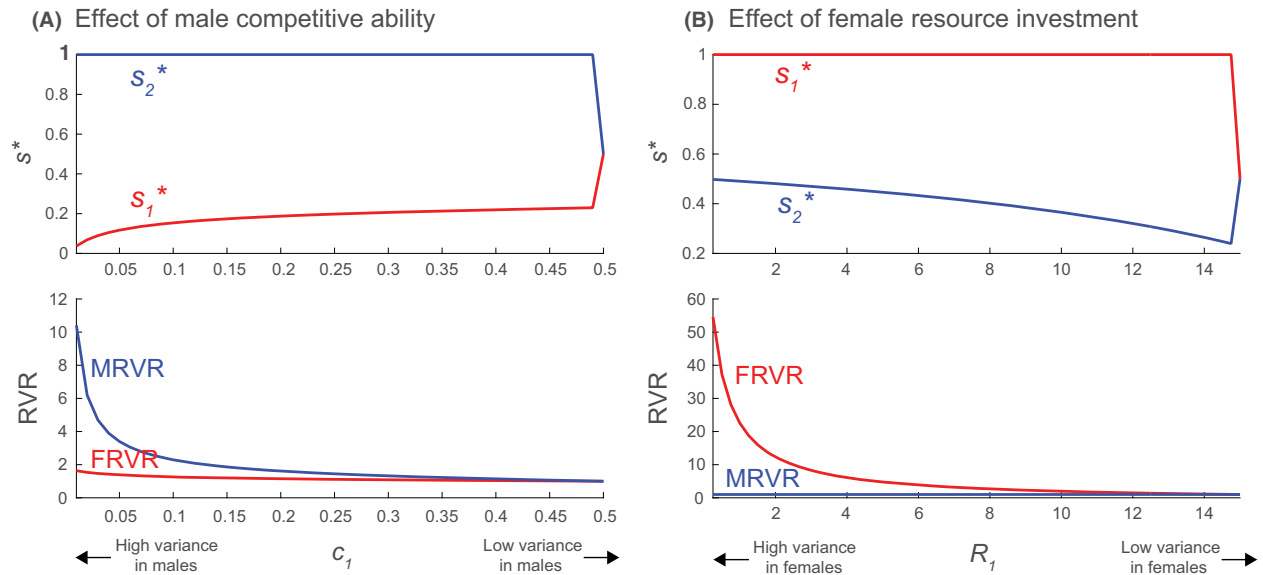 (A) Effect of male competitive ability
1
0.8
0.6
0.4
0.2
0
s*
s2*
s1*
0.05 0.1 0.15 0.2 0.25 0.3 0.35 0.4 0.45 0.5
12
10
8
6
4
2
0
RVR
MRVR
FRVR
0.05 0.1 0.15 0.2 0.25 0.3 0.35 0.4 0.45 0.5
High variance
in males
c1
Low variance
in males
(B) Effect of female resource investment
1
0.8
0.6
0.4
0.2
s*
s1*
s2*
2 4 6 8 10 12 14
60
50
40
30
20
10
0
RVR
FRVR
MRVR
2 4 6 8 10 12 14
High variance
in females
R1
Low variance
in females